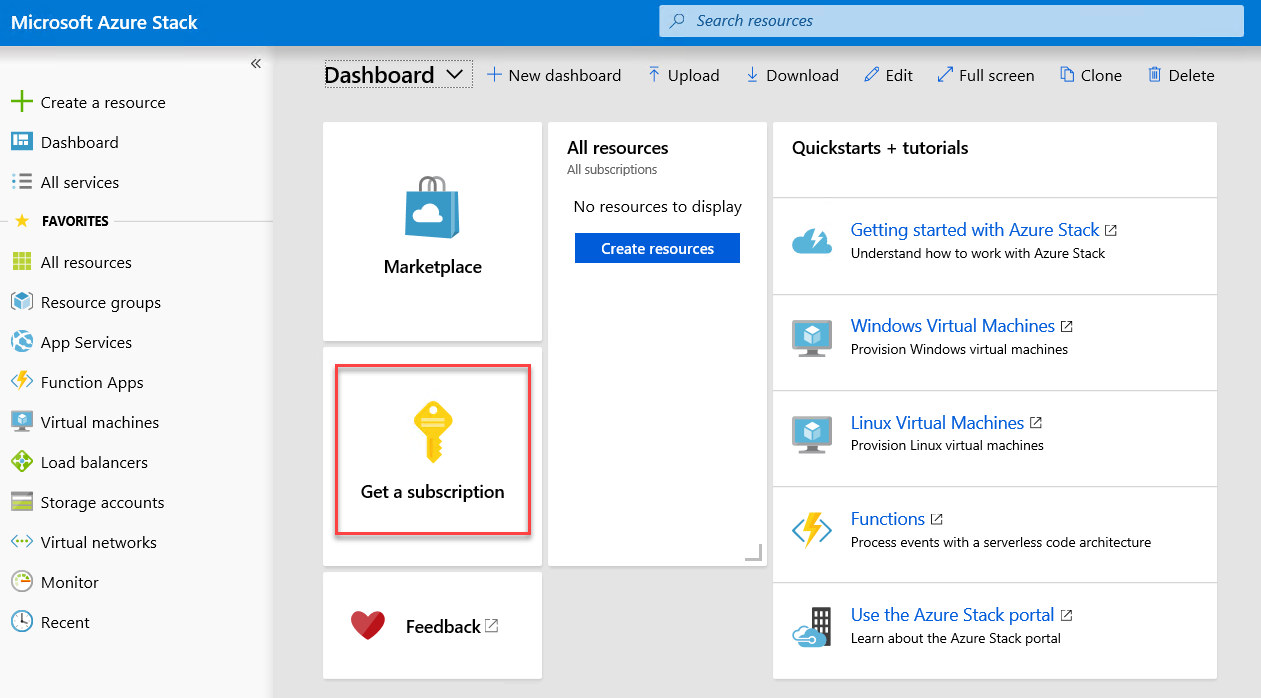 Microsoft Azure Stack
Search resources
Create a resource
Dashboard
All services
FAVORITES
All resources
Resource groups
App Services
Function Apps
Virtual machines
Load balancers
Storage accounts
Virtual networks
Monitor
Recent
Dashboard
New dashboard
Upload
Download
Edit
Full screen
Clone
Delete
Marketplace
Get a subscription
Feedback
All resources
All subscriptions
No resources to display
Create resources
Quickstarts + tutorials
Getting started with Azure Stack
Understand how to work with Azure Stack
Windows Virtual Machines
Provision Windows virtual machines
Linux Virtual Machines
Provision Linux virtual machines
Functions
Process events with a serverless code architecture
Use the Azure Stack portal
Learn about the Azure Stack portal